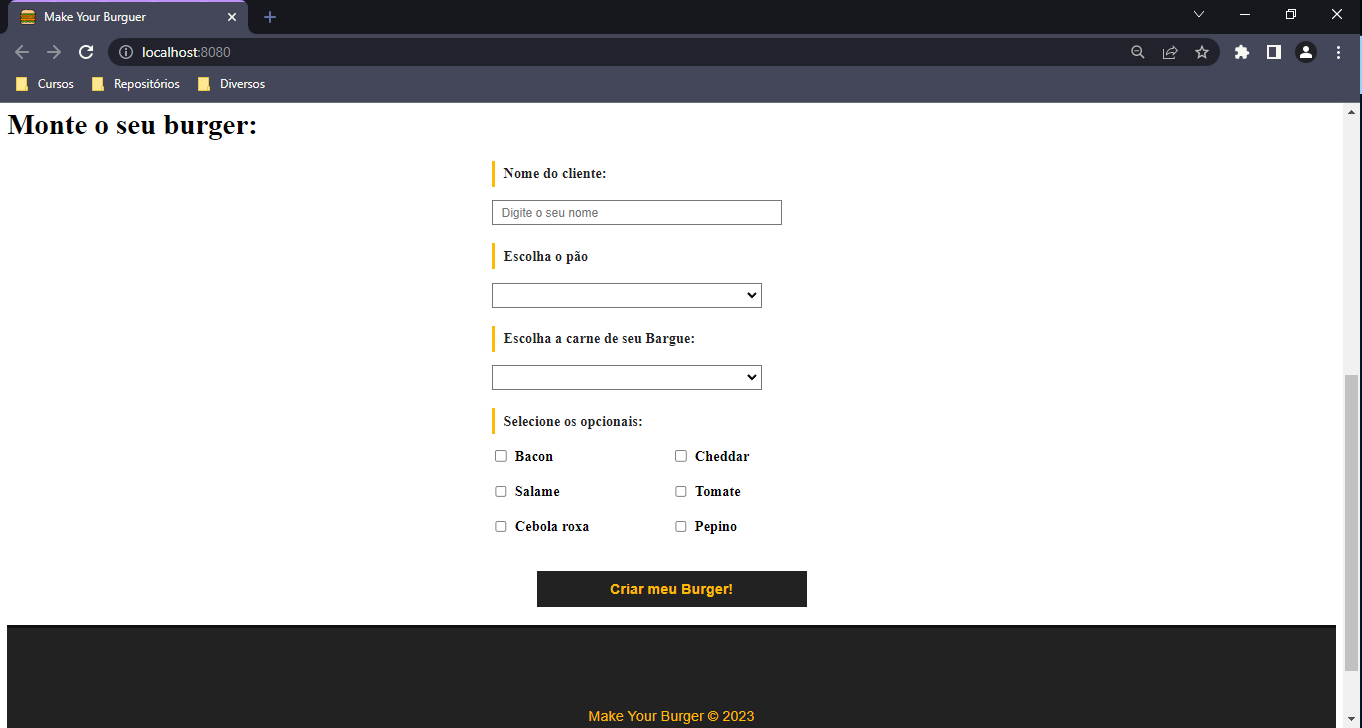 Make Your Burguer
localhost:8080
Cursos Repositórios Diversos
Monte o seu burger:
Nome do cliente:
Digite o seu nome
Escolha o pão
Escolha a carne de seu Bargue:
Selecione os opcionais:
Bacon Cheddar
Salame Tomate
Cebola roxa Pepino
Criar meu Burger!
Make Your Burger © 2023